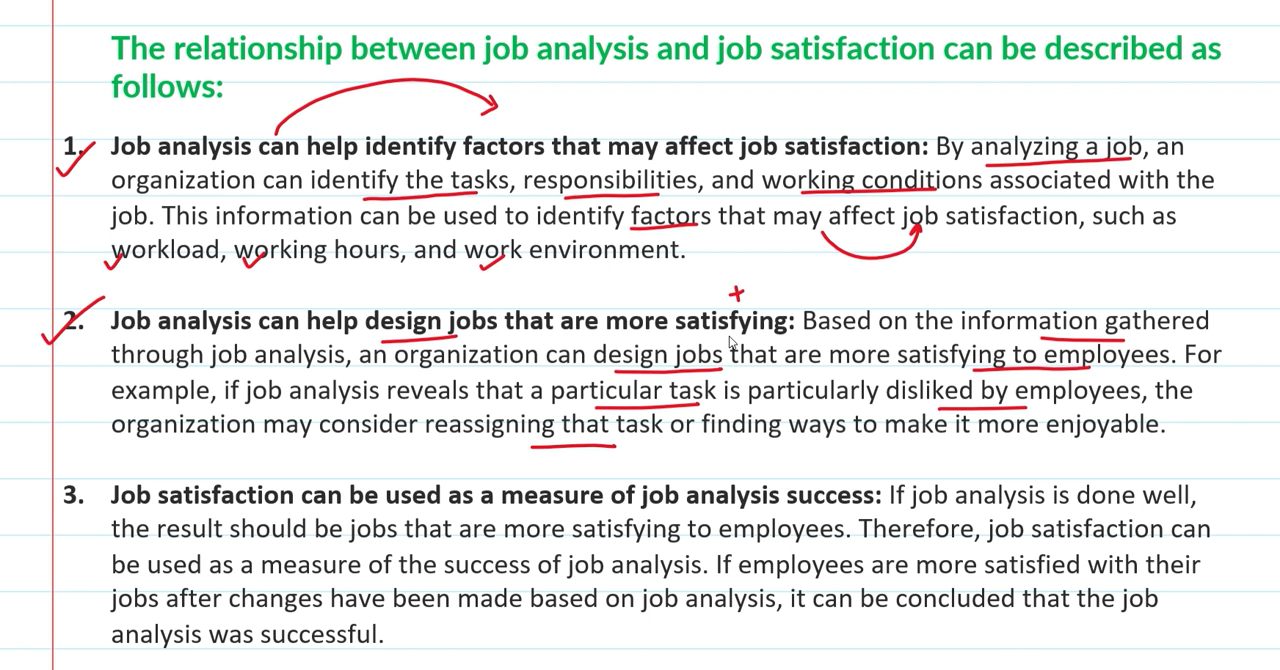 The relationship between job analysis and job satisfaction can be described as
follows:
1. Job analysis can help identify factors that may affect job satisfaction: By analyzing a job, an
organization can identify the tasks, responsibilities, and working conditions associated with the
job. This information can be used to identify factors that may affect job satisfaction, such as
workload, working hours, and work environment.
+
2. Job analysis can help design jobs that are more satisfying: Based on the information gathered
through job analysis, an organization can design jobs that are more satisfying to employees. For
example, if job analysis reveals that a particular task is particularly disliked by employees, the
organization may consider reassigning that task or finding ways to make it more enjoyable.
3. Job satisfaction can be used as a measure of job analysis success: If job analysis is done well,
the result should be jobs that are more satisfying to employees. Therefore, job satisfaction can
be used as a measure of the success of job analysis. If employees are more satisfied with their
jobs after changes have been made based on job analysis, it can be concluded that the job
analysis was successful.